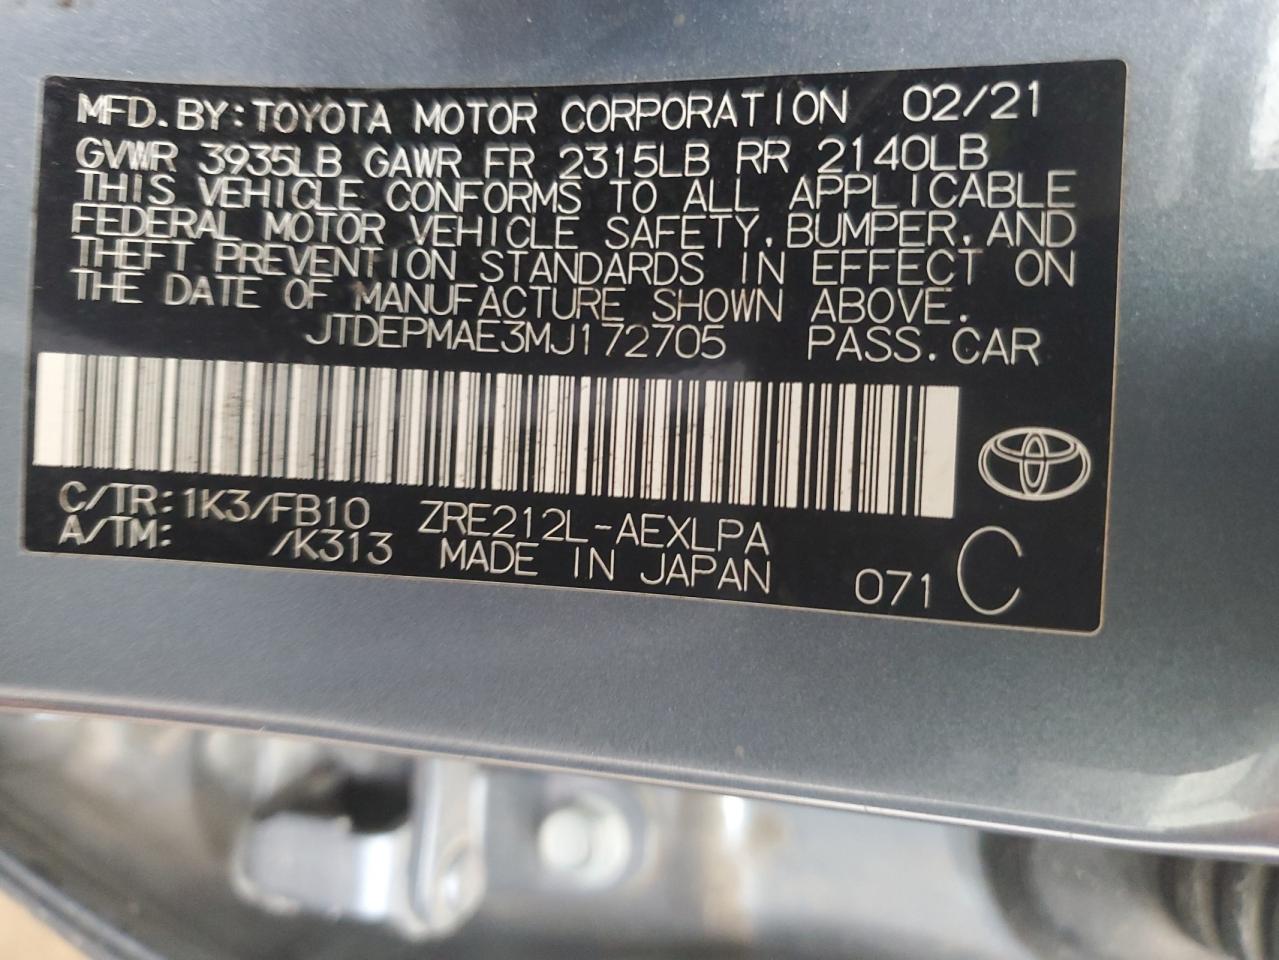 MFD. BY: TOYOTA MOTOR CORPORATION 02/21
GVWR 3935LB GAWR FR 2315LB RR 2140LB
THIS VEHICLE CONFORMS TO ALL APPLICABLE
FEDERAL MOTOR VEHICLE SAFETY, BUMPER, AND
THEFT PREVENTION STANDARDS IN EFFECT ON
THE DATE OF MANUFACTURE SHOWN ABOVE.
JTDEPMAE3MJ172705 PASS. CAR
C/TR: 1K3/FB10 ZRE212L-AEXLPA
A/TM: /K313 MADE IN JAPAN 071 C